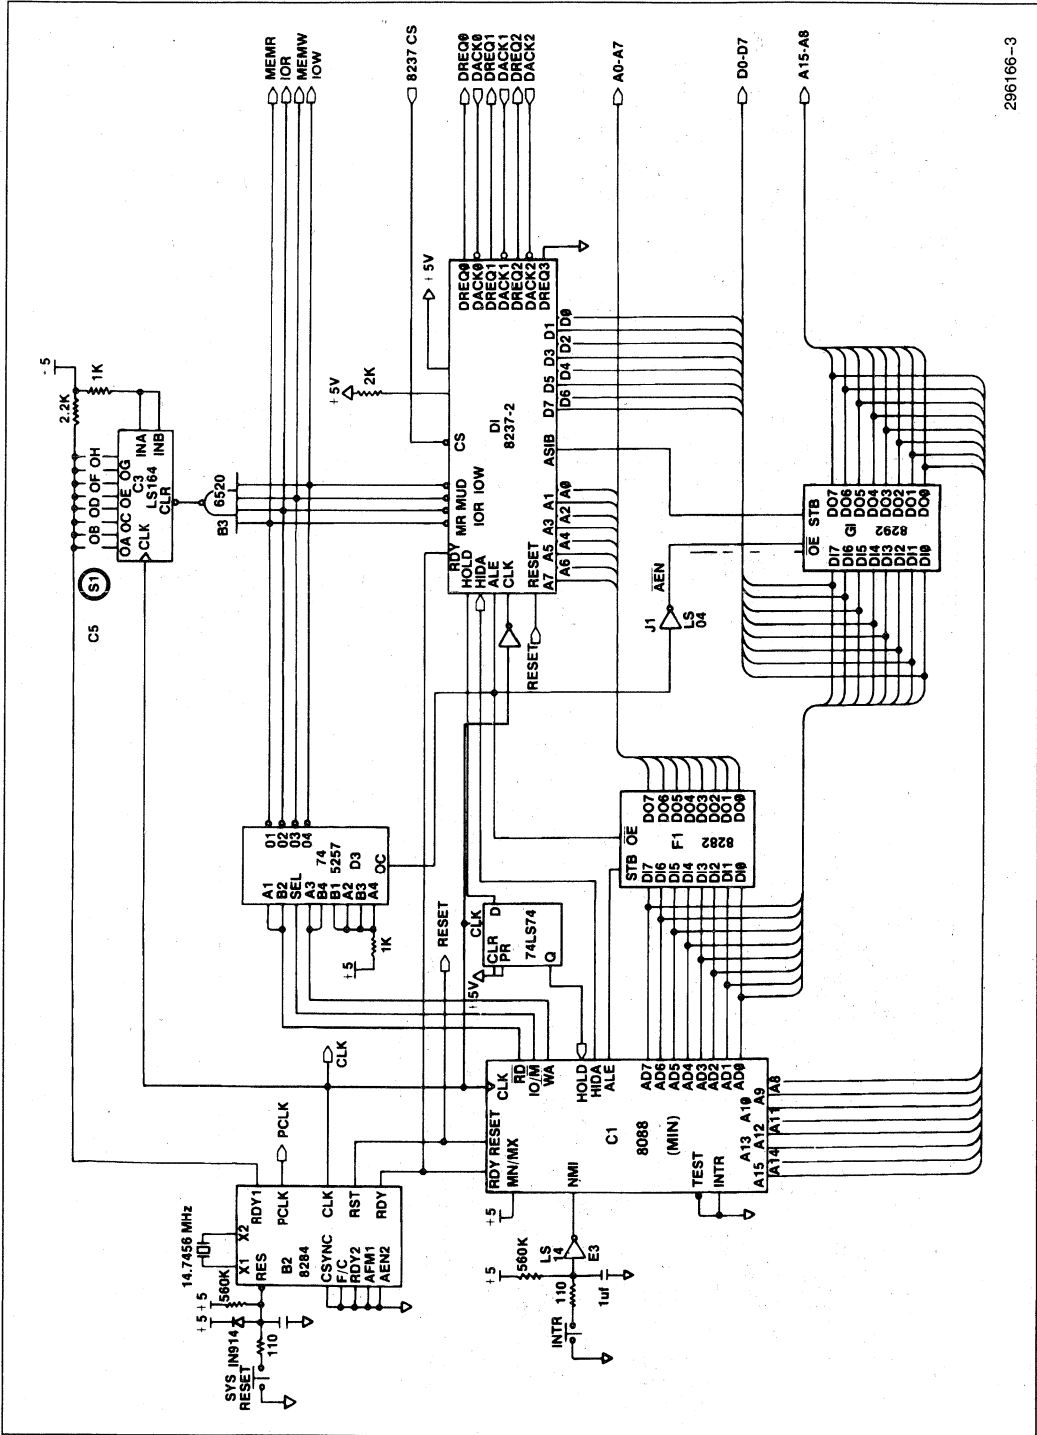 296166-3
MEMR
IOR
MEMW
IOW
8237 CS
DREQ0
DACK0
DREQ1
DACK1
DREQ2
DACK2
A0-A7
D0-D7
A15-A8
- 5
2.2K
1K
OA OB OC OD OE OF OG OH
C3
LS164
CLK
CLR
INA
INB
S1
C5
B3
6520
+5V
2K
+ 5V
CS
DI
8237-2
MR MUD
IOR IOW
RDY
HOLD
HIDA
ALE
CLK
RESET
DREQ0
DACK0
DREQ1
DACK1
DREQ2
DACK2
DREQ3
D0
D1
D2
D3
D4
D5
D6
D7
ASIB
A0
A1
A2
A3
A4
A5
A6
A7
RESET
J1
LS
04
AEN
OE STB
DI7
DI6
DI5
DI4
DI3
DI2
DI1
DI0
GI
8292
DO7
DO6
DO5
DO4
DO3
DO2
DO1
DO0
A1
B2
SEL
A3
B4
B1
A2
B3
A4
01
02
03
04
74
5257
D3
OC
+5
1K
RESET
CLK
+5V
CLR
PR
CLK
D
Q
74LS74
STB OE
DI7
DI6
DI5
DI4
DI3
DI2
DI1
DI0
F1
8282
DO7
DO6
DO5
DO4
DO3
DO2
DO1
DO0
PCLK
CLK
14.7456 MHz
X1
X2
RES
B2
8284
RDY1
PCLK
CLK
RST
RDY
CSYNC
F/C
RDY2
AFM1
AEN2
560K
+5
+5
IN914
110
SYS
RESET
+5
RDY RESET
MN/MX
CLK
RD
IO/M
WA
HOLD
HIDA
ALE
NMI
C1
8088
(MIN)
TEST
INTR
AD7
AD6
AD5
AD4
AD3
AD2
AD1
AD0
A15
A14
A13
A12
A11
A10
A9
A8
+5
560K
LS
14
E3
110
1uf
INTR